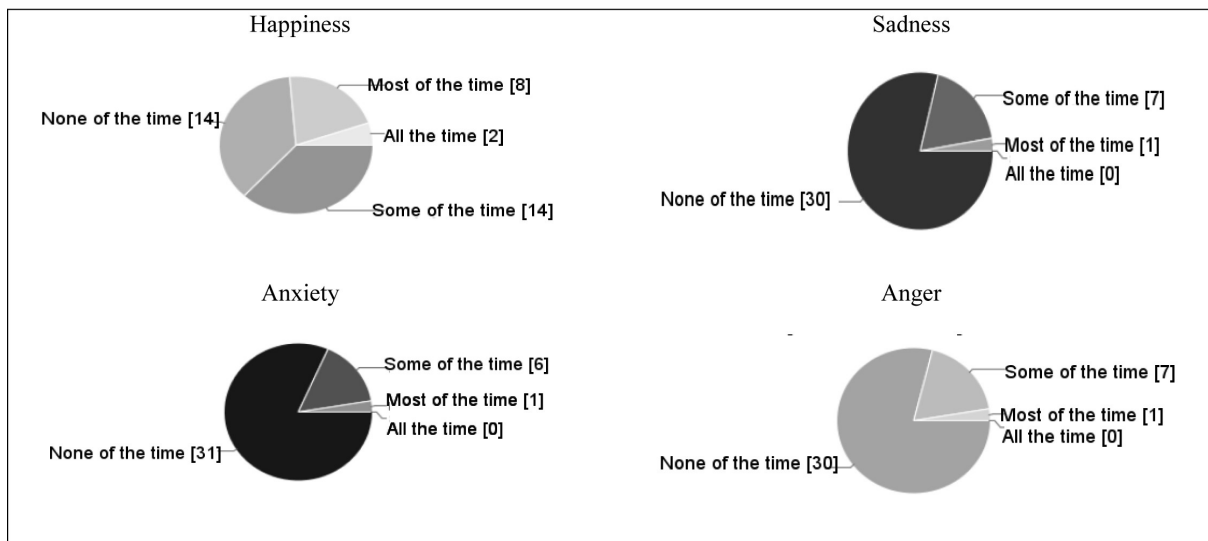 Happiness
Most of the time [8]
None of the time [14]
All the time [2]
Some of the time [14]
Sadness
Some of the time [7]
Most of the time [1]
All the time [0]
None of the time [30]
Anxiety
Some of the time [6]
Most of the time [1]
All the time [0]
None of the time [31]
Anger
Some of the time [7]
Most of the time [1]
All the time [0]
None of the time [30]